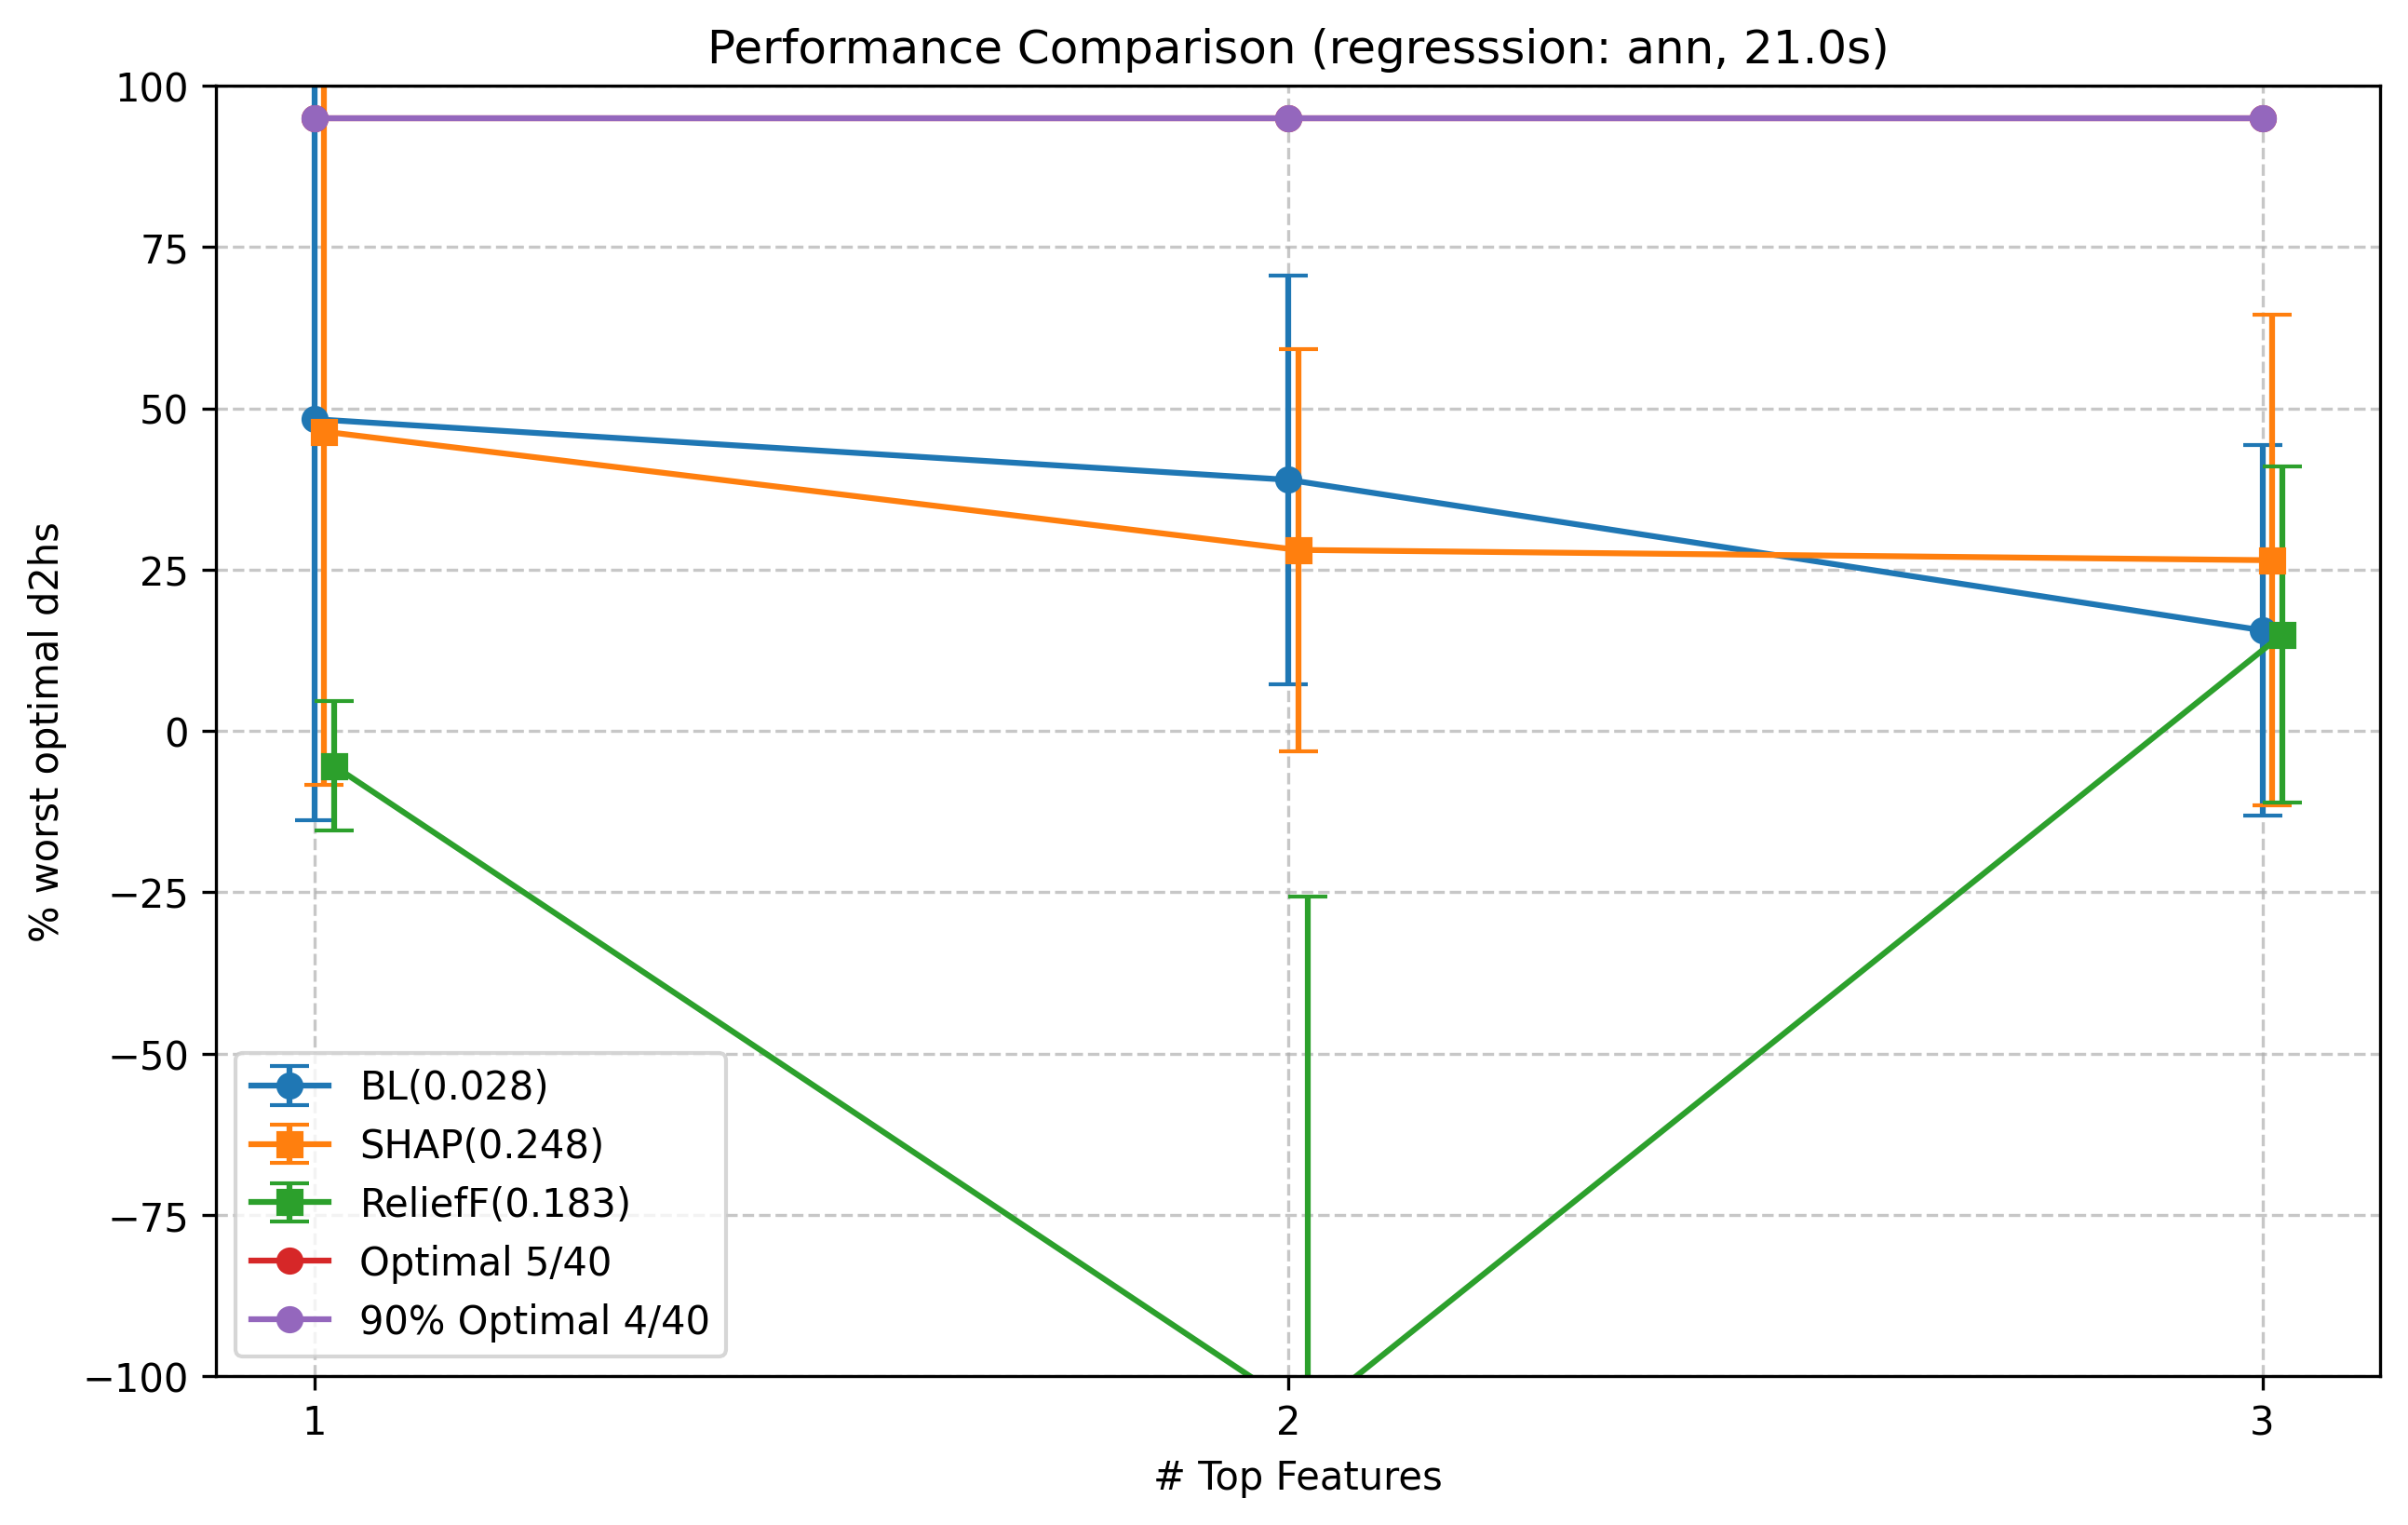 Performance Comparison (regresssion: ann, 21.0s)
% worst optimal d2hs
100
75
50
25
0
−25
−50
−75
−100
BL(0.028)
SHAP(0.248)
ReliefF(0.183)
Optimal 5/40
90% Optimal 4/40
1
2
3
# Top Features